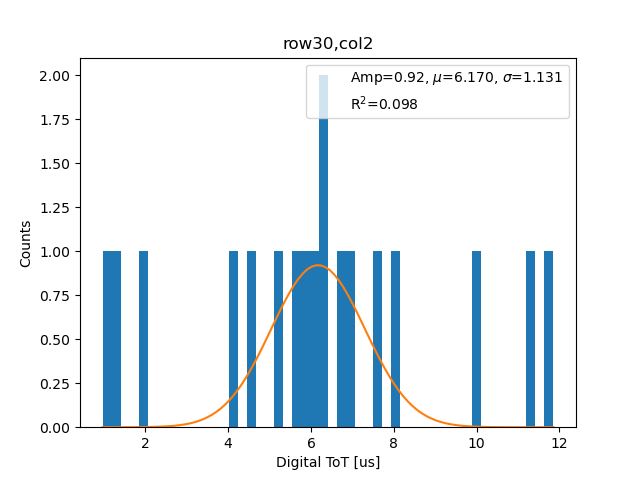 row30,col2
Amp=0.92, μ=6.170, σ=1.131
R²=0.098
2.00
1.75
1.50
1.25
1.00
0.75
0.50
0.25
0.00
Counts
2 4 6 8 10 12
Digital ToT [us]